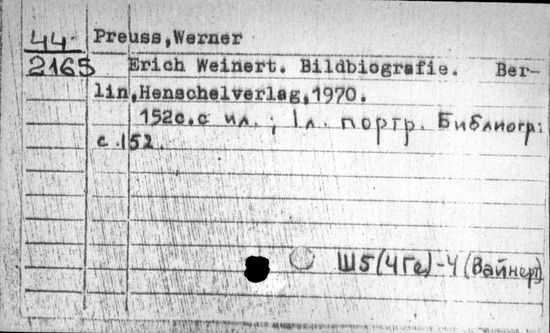 44
2165
Preuss,Werner
Erich Weinert. Bildbiografie. Ber-
lin,Henschelverlag,1970.
152с.с ил.; 1л. портр. Библиогр:
с.152.
Ш5(4Ге)-4 (Вайнерт)